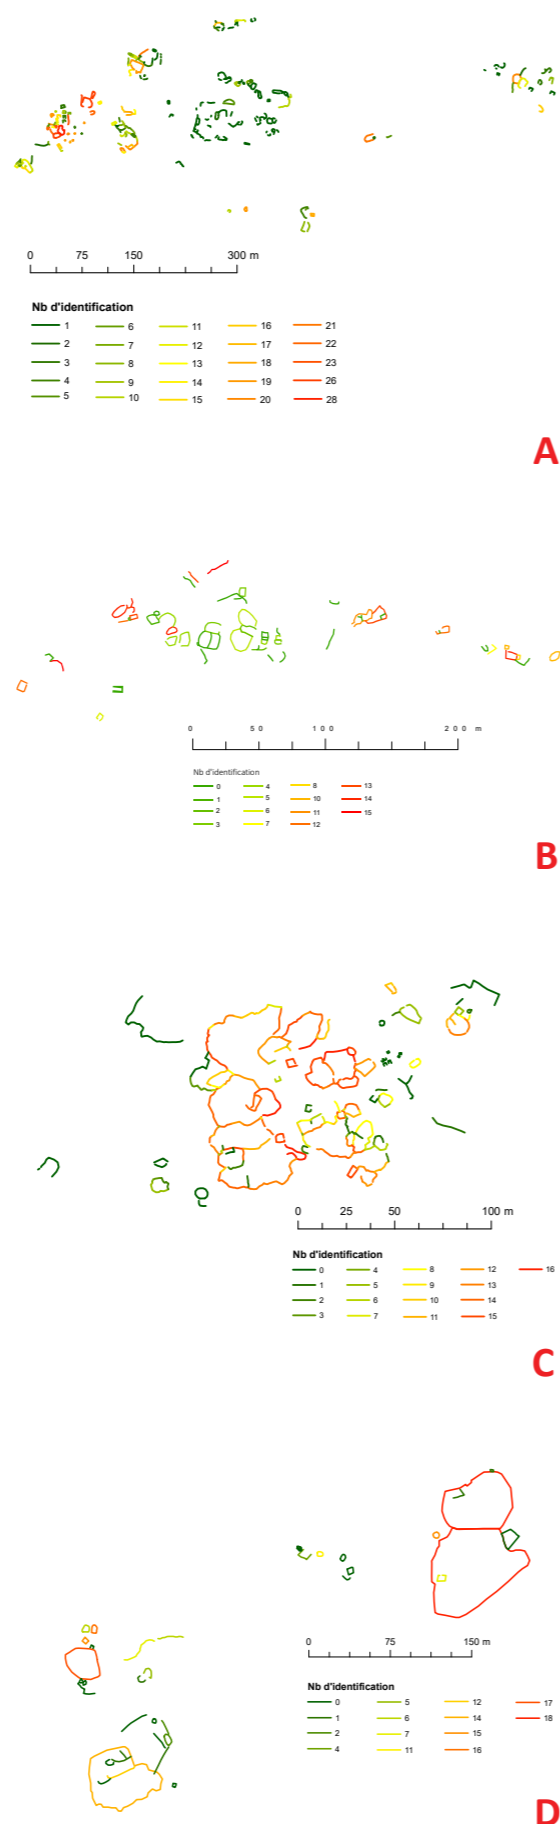 0 75 150 300 m
Nb d'identification
1 6 11 16 21
2 7 12 17 22
3 8 13 18 23
4 9 14 19 26
5 10 15 20 28
A
0 50 100 200 m
Nb d'identification
0 4 8 13
1 5 10 14
2 6 11 15
3 7 12
B
0 25 50 100 m
Nb d'identification
0 4 8 12 16
1 5 9 13
2 6 10 14
3 7 11 15
C
0 75 150 m
Nb d'identification
0 5 12 17
1 6 14 18
2 7 15
4 11 16
D